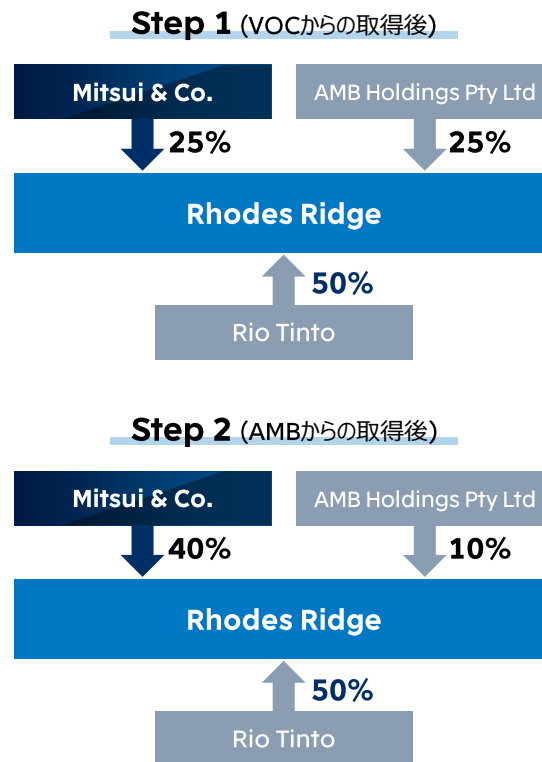 Step 1 (VOCからの取得後)
Mitsui & Co.
AMB Holdings Pty Ltd
25%
25%
Rhodes Ridge
50%
Rio Tinto
Step 2 (AMBからの取得後)
Mitsui & Co.
AMB Holdings Pty Ltd
40%
10%
Rhodes Ridge
50%
Rio Tinto